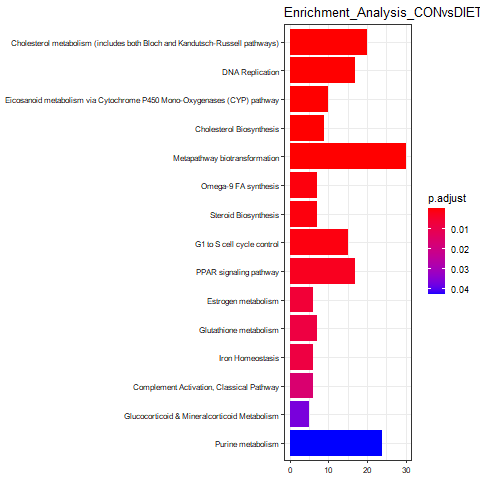 Enrichment_Analysis_CONvsDIET
Cholesterol metabolism (includes both Bloch and Kandutsch-Russell pathways)
DNA Replication
Eicosanoid metabolism via Cytochrome P450 Mono-Oxygenases (CYP) pathway
Cholesterol Biosynthesis
Metapathway biotransformation
Omega-9 FA synthesis
Steroid Biosynthesis
G1 to S cell cycle control
PPAR signaling pathway
Estrogen metabolism
Glutathione metabolism
Iron Homeostasis
Complement Activation, Classical Pathway
Glucocorticoid & Mineralcorticoid Metabolism
Purine metabolism
0 10 20 30
p.adjust
0.01
0.02
0.03
0.04